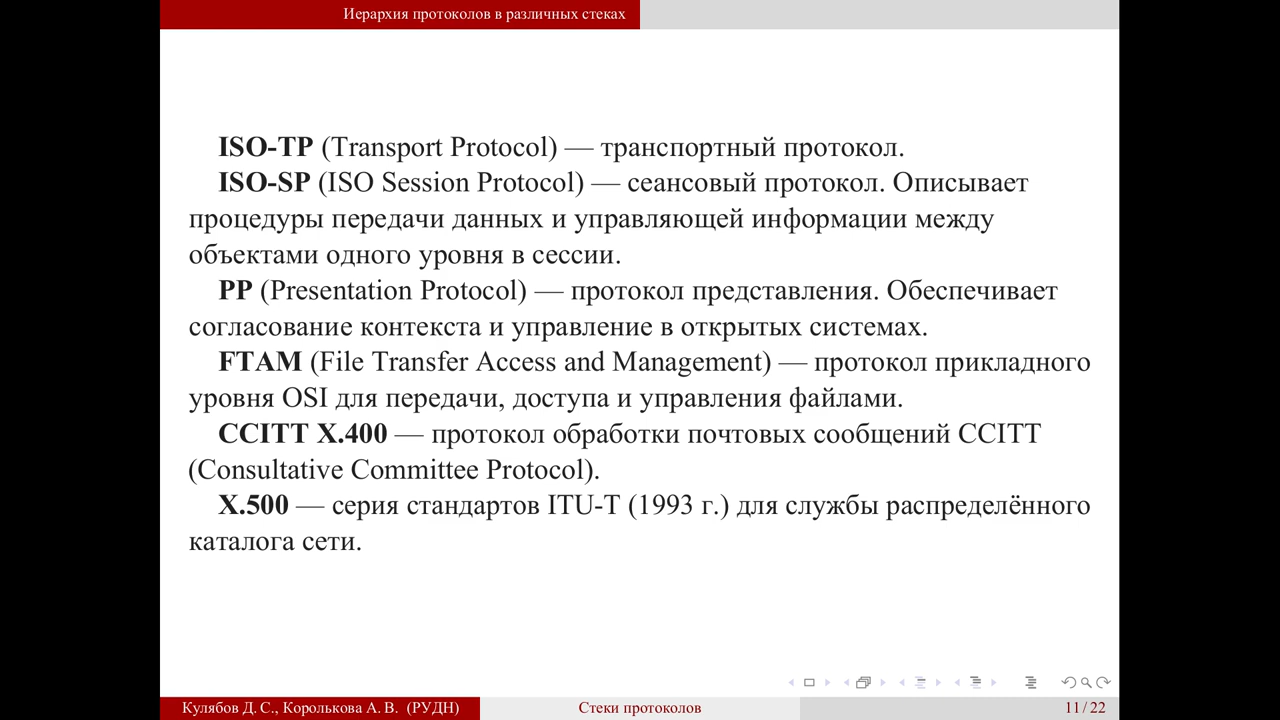 Иерархия протоколов в различных стеках
ISO-TP (Transport Protocol) — транспортный протокол.
ISO-SP (ISO Session Protocol) — сеансовый протокол. Описывает
процедуры передачи данных и управляющей информации между
объектами одного уровня в сессии.
PP (Presentation Protocol) — протокол представления. Обеспечивает
согласование контекста и управление в открытых системах.
FTAM (File Transfer Access and Management) — протокол прикладного
уровня OSI для передачи, доступа и управления файлами.
CCITT X.400 — протокол обработки почтовых сообщений CCITT
(Consultative Committee Protocol).
X.500 — серия стандартов ITU-T (1993 г.) для службы распределённого
каталога сети.
Кулябов Д. С., Королькова А. В. (РУДН)
Стеки протоколов
11 / 22